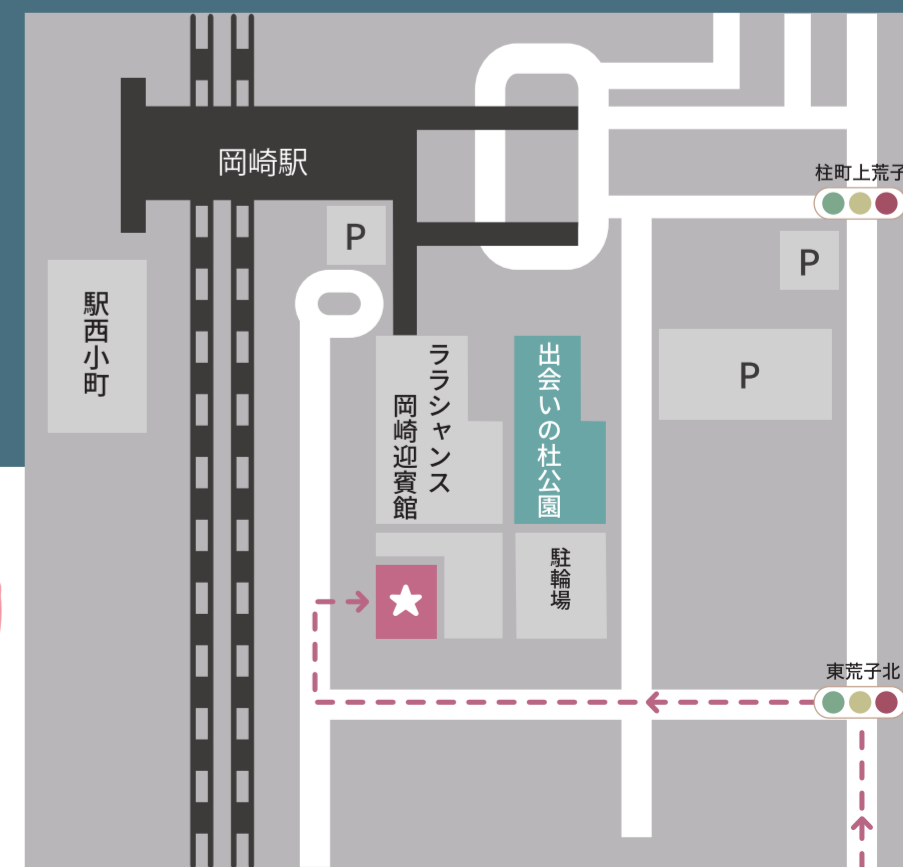 岡崎駅
柱町上荒子
P
P
駅西小町
P
ララシャンス
岡崎迎賓館
出会いの杜公園
駐輪場
東荒子北